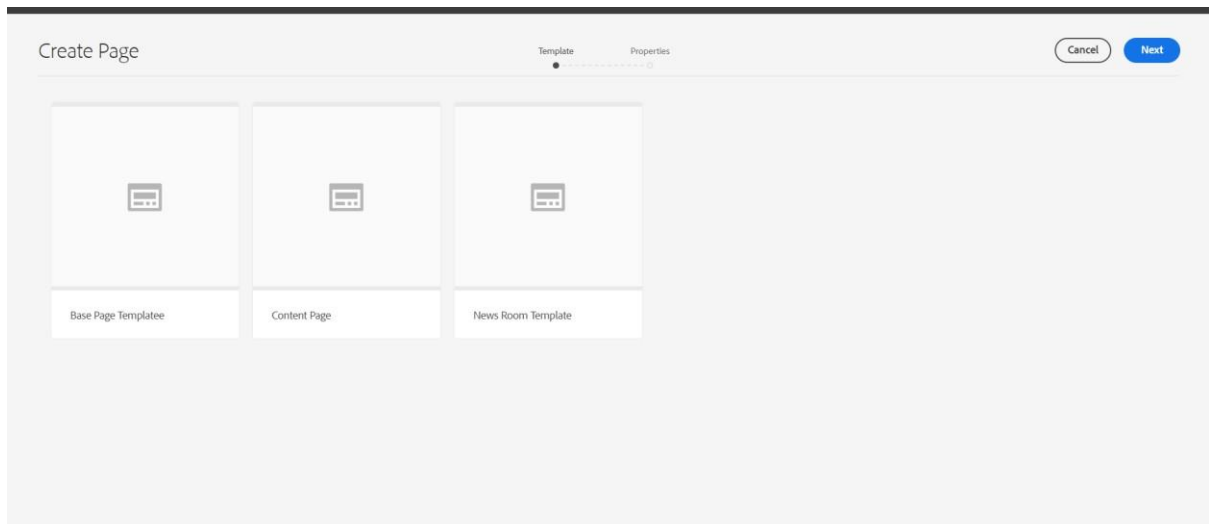 Create Page
Template Properties
Cancel Next
Base Page Templatee
Content Page
News Room Template